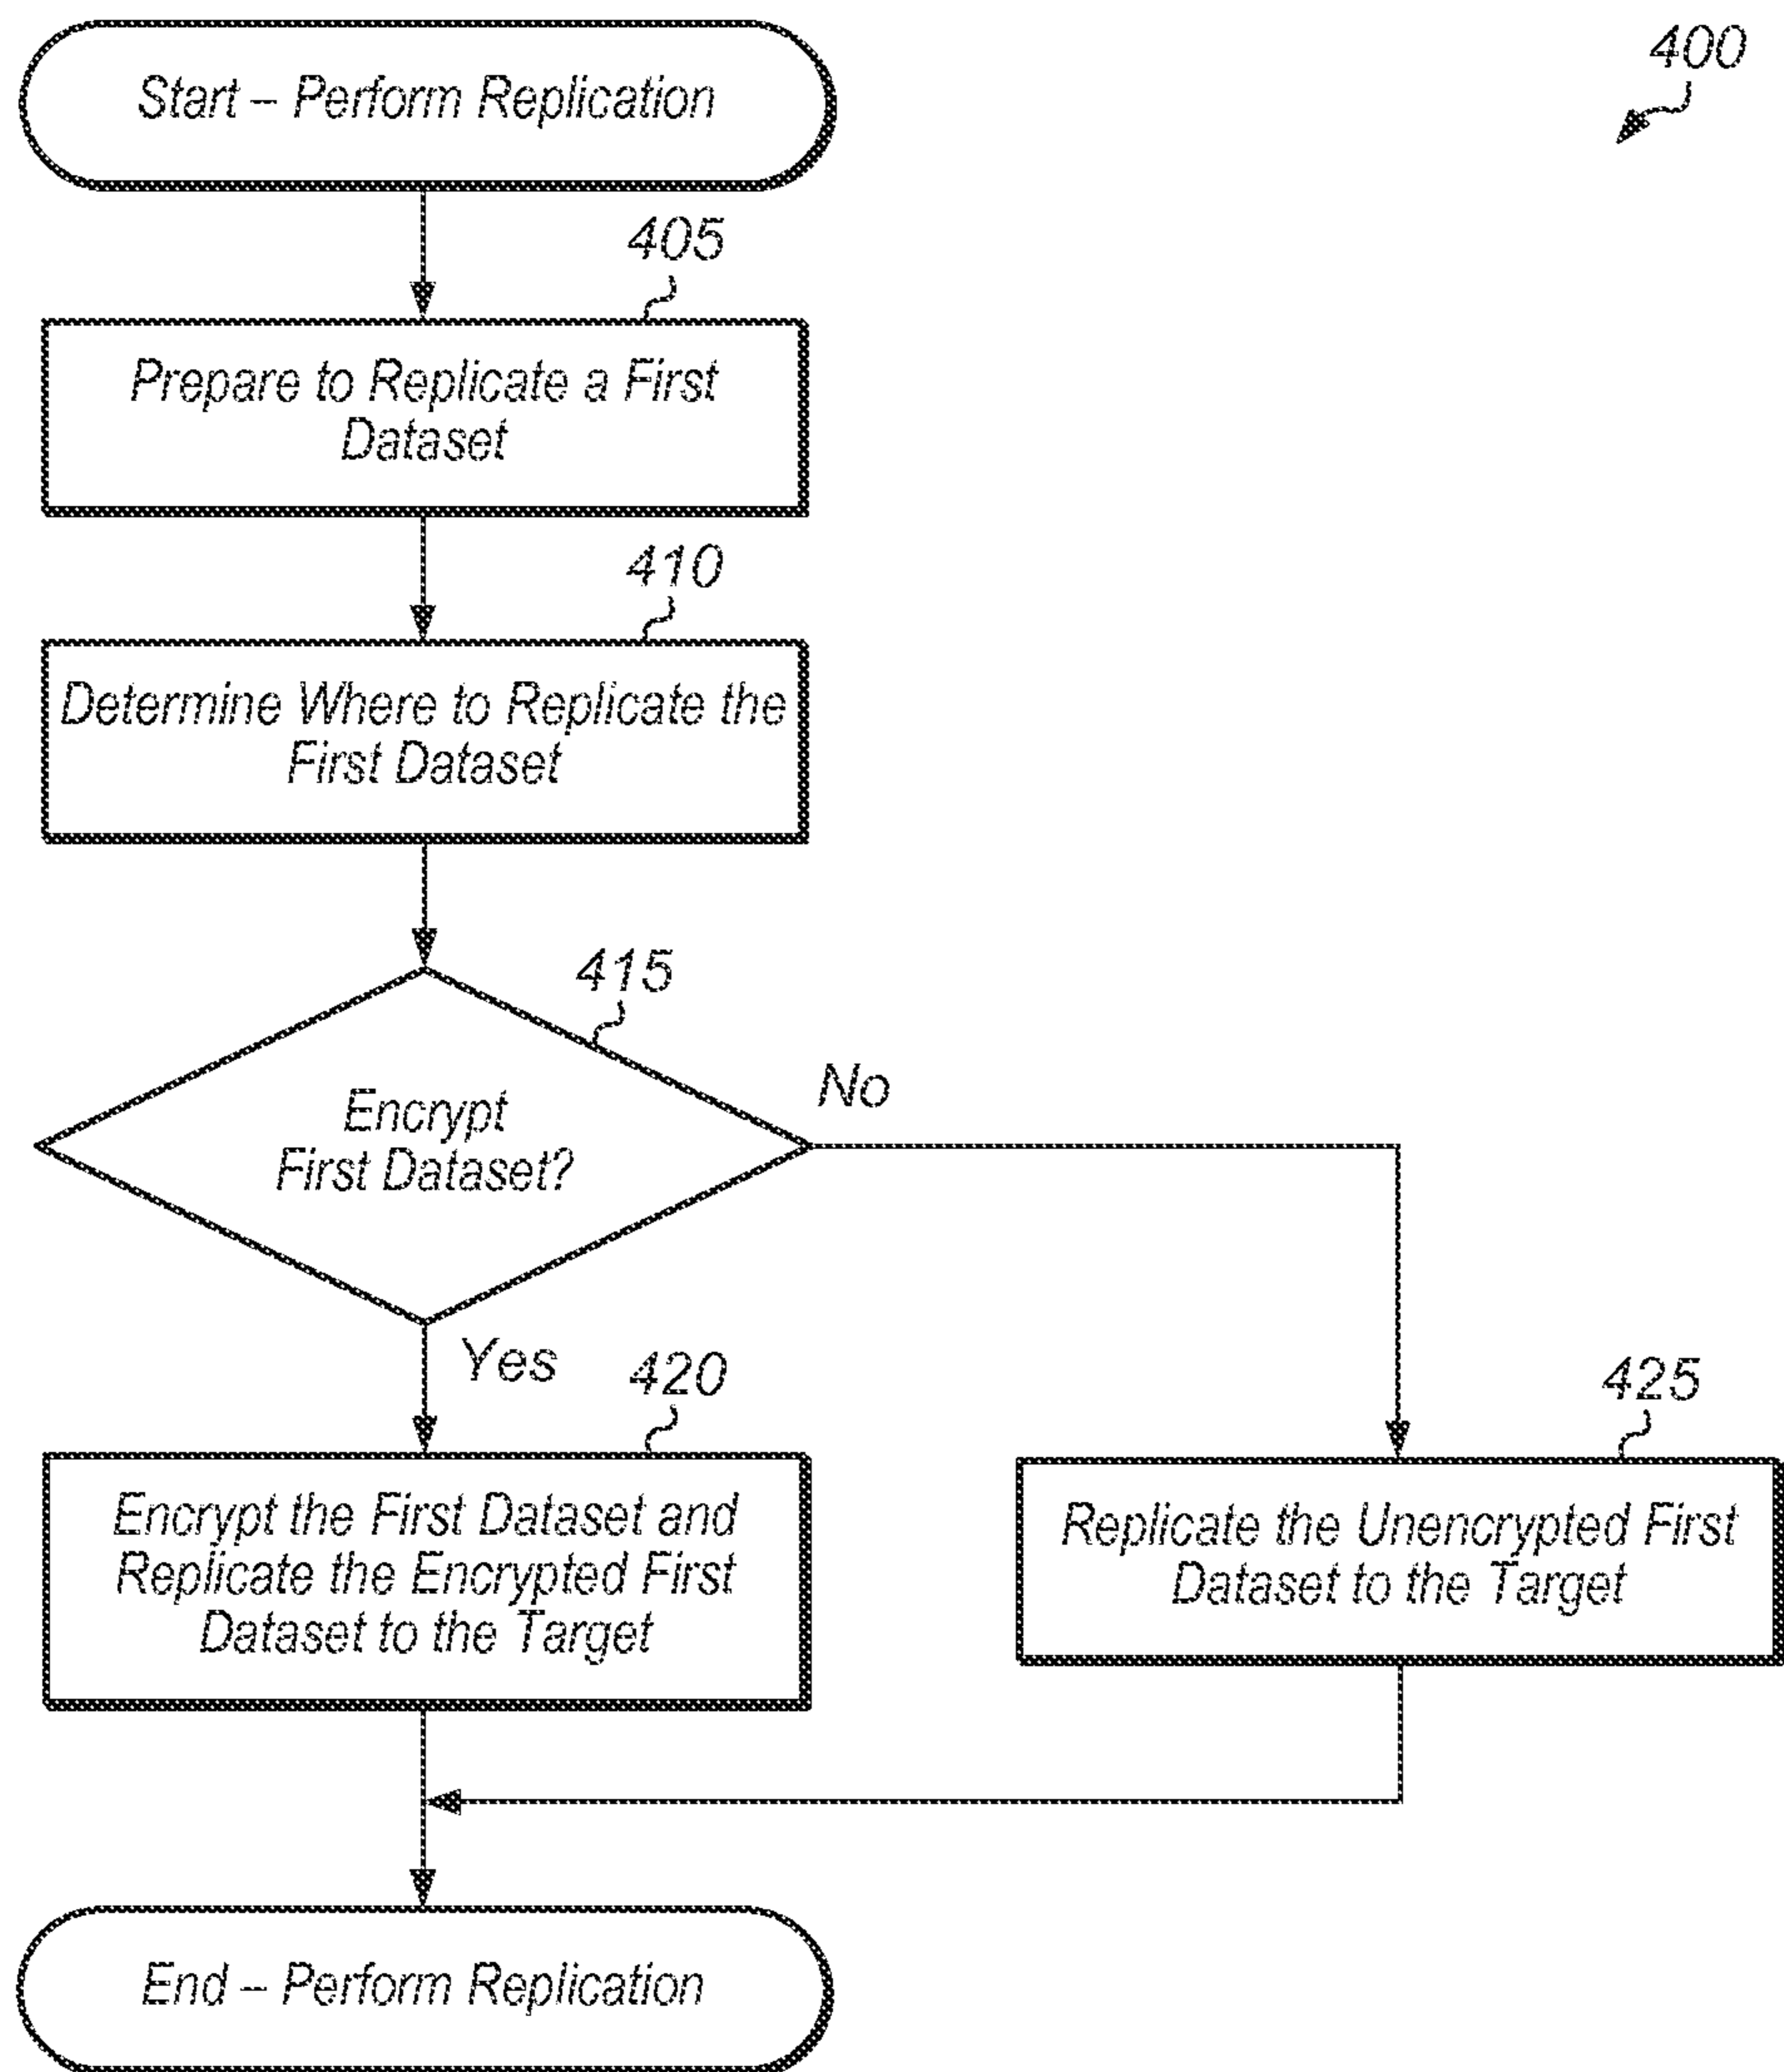 Start – Perform Replication
400
405
Prepare to Replicate a First
Dataset
410
Determine Where to Replicate the
First Dataset
415
Encrypt
First Dataset?
No
Yes
420
Encrypt the First Dataset and
Replicate the Encrypted First
Dataset to the Target
425
Replicate the Unencrypted First
Dataset to the Target
End – Perform Replication